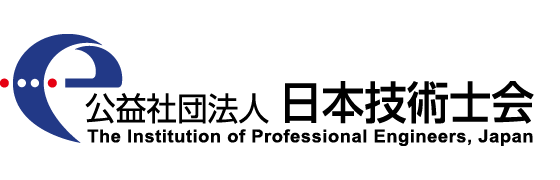 公益社団法人 日本技術士会
The Institution of Professional Engineers, Japan